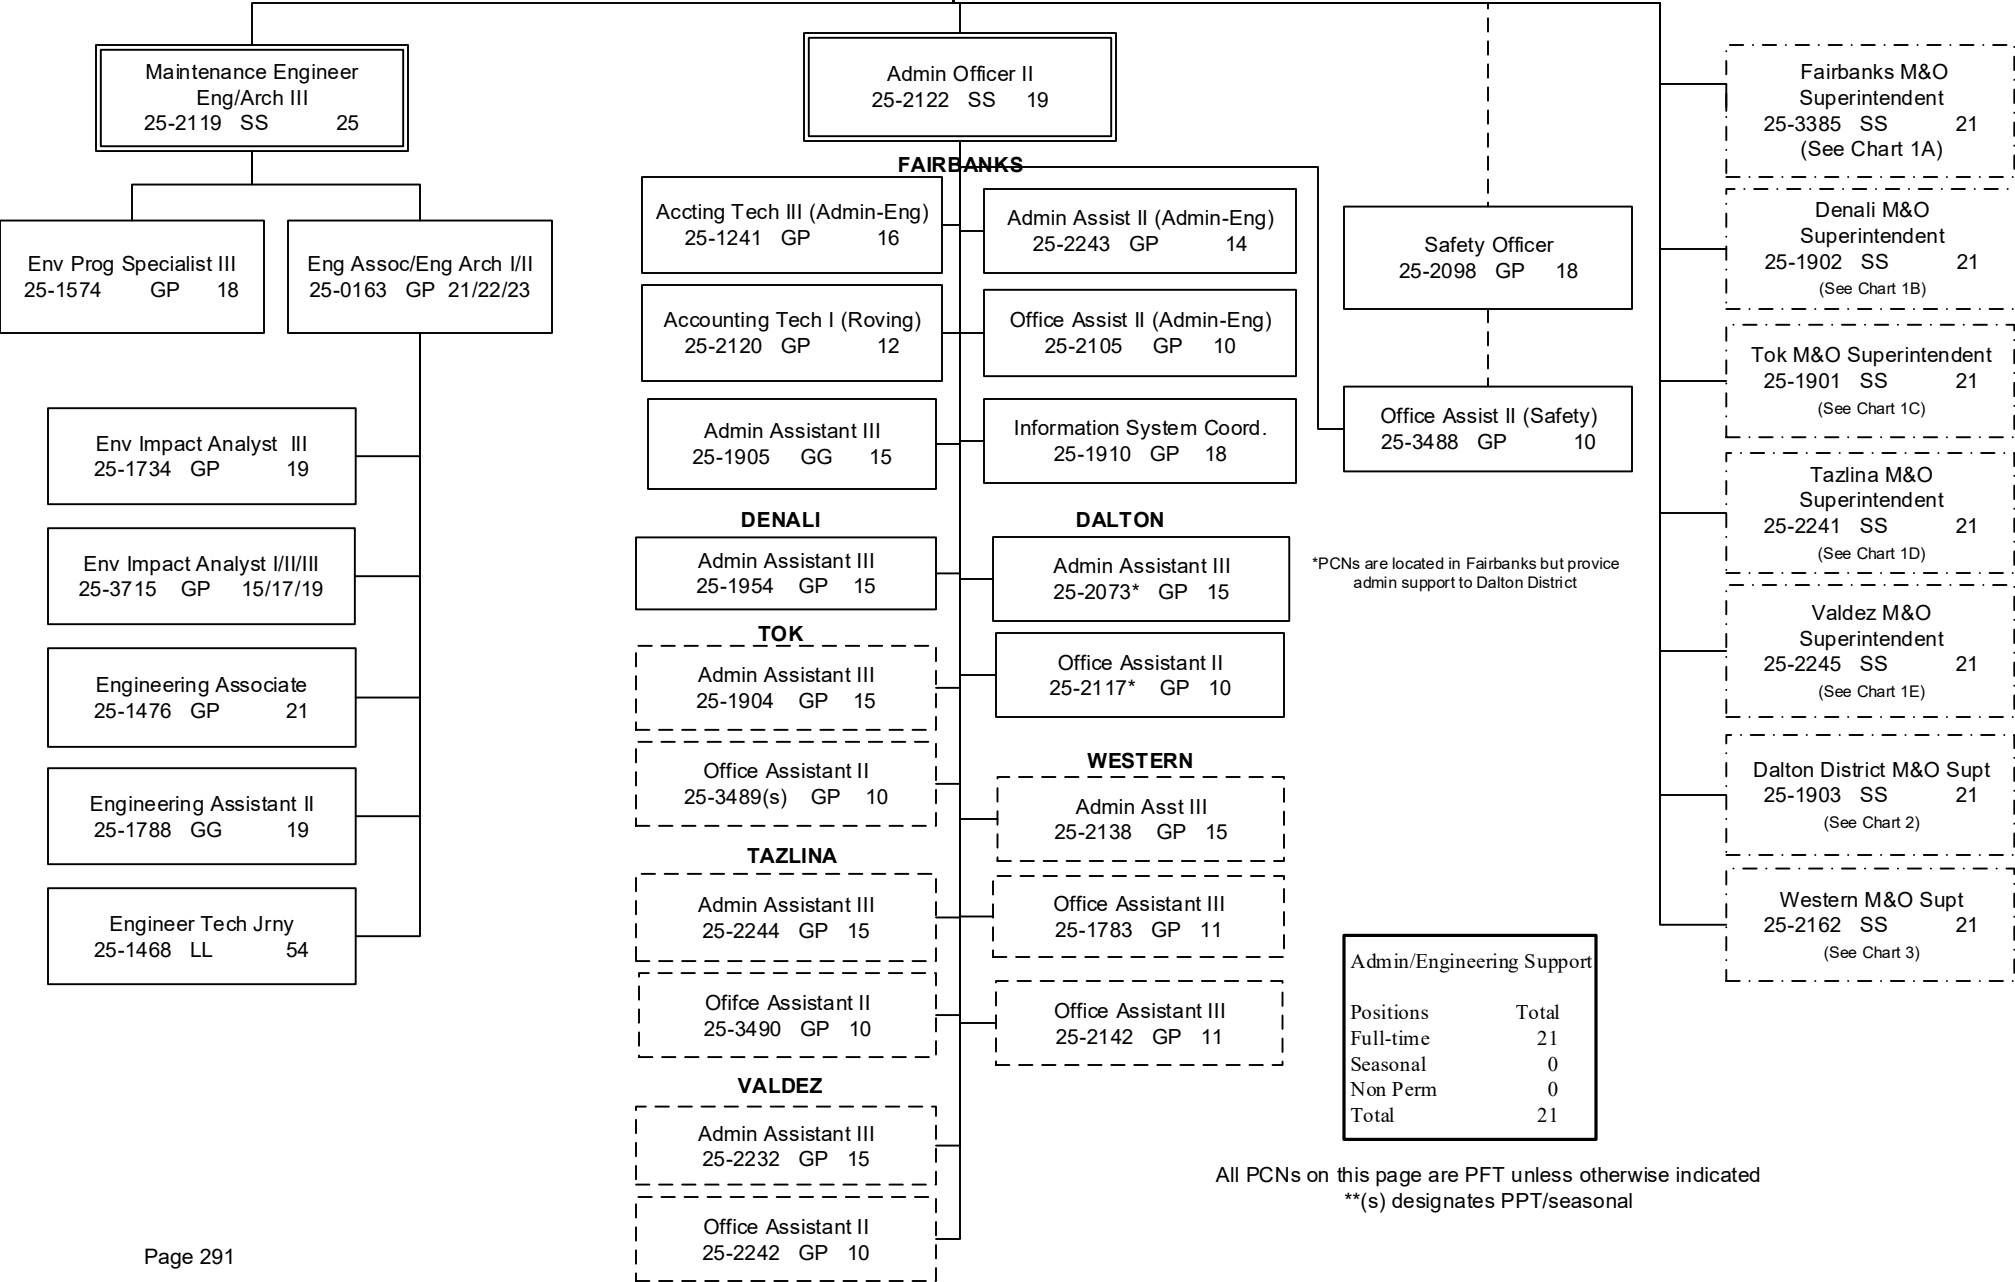 Maintenance Engineer
Eng/Arch III
25-2119 SS 25
Env Prog Specialist III
25-1574 GP 18
Eng Assoc/Eng Arch I/II
25-0163 GP 21/22/23
Env Impact Analyst III
25-1734 GP 19
Env Impact Analyst I/II/III
25-3715 GP 15/17/19
Engineering Associate
25-1476 GP 21
Engineering Assistant II
25-1788 GG 19
Engineer Tech Jrny
25-1468 LL 54
Admin Officer II
25-2122 SS 19
FAIRBANKS
Accting Tech III (Admin-Eng)
25-1241 GP 16
Admin Assist II (Admin-Eng)
25-2243 GP 14
Accounting Tech I (Roving)
25-2120 GP 12
Office Assist II (Admin-Eng)
25-2105 GP 10
Admin Assistant III
25-1905 GG 15
Information System Coord.
25-1910 GP 18
DENALI
Admin Assistant III
25-1954 GP 15
DALTON
Admin Assistant III
25-2073* GP 15
Office Assistant II
25-2117* GP 10
TOK
Admin Assistant III
25-1904 GP 15
Office Assistant II
25-3489(s) GP 10
WESTERN
Admin Asst III
25-2138 GP 15
Office Assistant III
25-1783 GP 11
Office Assistant III
25-2142 GP 11
TAZLINA
Admin Assistant III
25-2244 GP 15
Ofifce Assistant II
25-3490 GP 10
VALDEZ
Admin Assistant III
25-2232 GP 15
Office Assistant II
25-2242 GP 10
Safety Officer
25-2098 GP 18
Office Assist II (Safety)
25-3488 GP 10
*PCNs are located in Fairbanks but provice
admin support to Dalton District
Fairbanks M&O
Superintendent
25-3385 SS 21
(See Chart 1A)
Denali M&O
Superintendent
25-1902 SS 21
(See Chart 1B)
Tok M&O Superintendent
25-1901 SS 21
(See Chart 1C)
Tazlina M&O
Superintendent
25-2241 SS 21
(See Chart 1D)
Valdez M&O
Superintendent
25-2245 SS 21
(See Chart 1E)
Dalton District M&O Supt
25-1903 SS 21
(See Chart 2)
Western M&O Supt
25-2162 SS 21
(See Chart 3)
Admin/Engineering Support
Positions Total
Full-time 21
Seasonal 0
Non Perm 0
Total 21
All PCNs on this page are PFT unless otherwise indicated
**(s) designates PPT/seasonal
Page 291